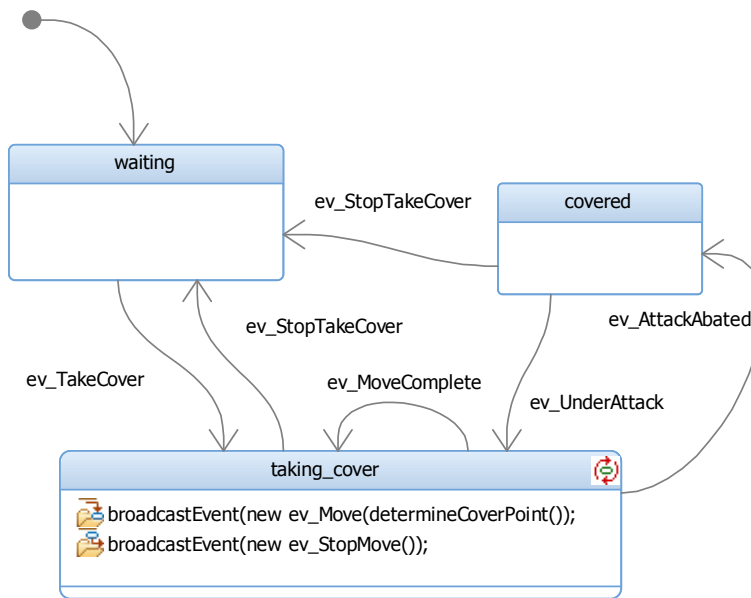 waiting
covered
ev_StopTakeCover
ev_AttackAbated
ev_StopTakeCover
ev_TakeCover
ev_MoveComplete
ev_UnderAttack
taking_cover
broadcastEvent(new ev_Move(determineCoverPoint());
broadcastEvent(new ev_StopMove());